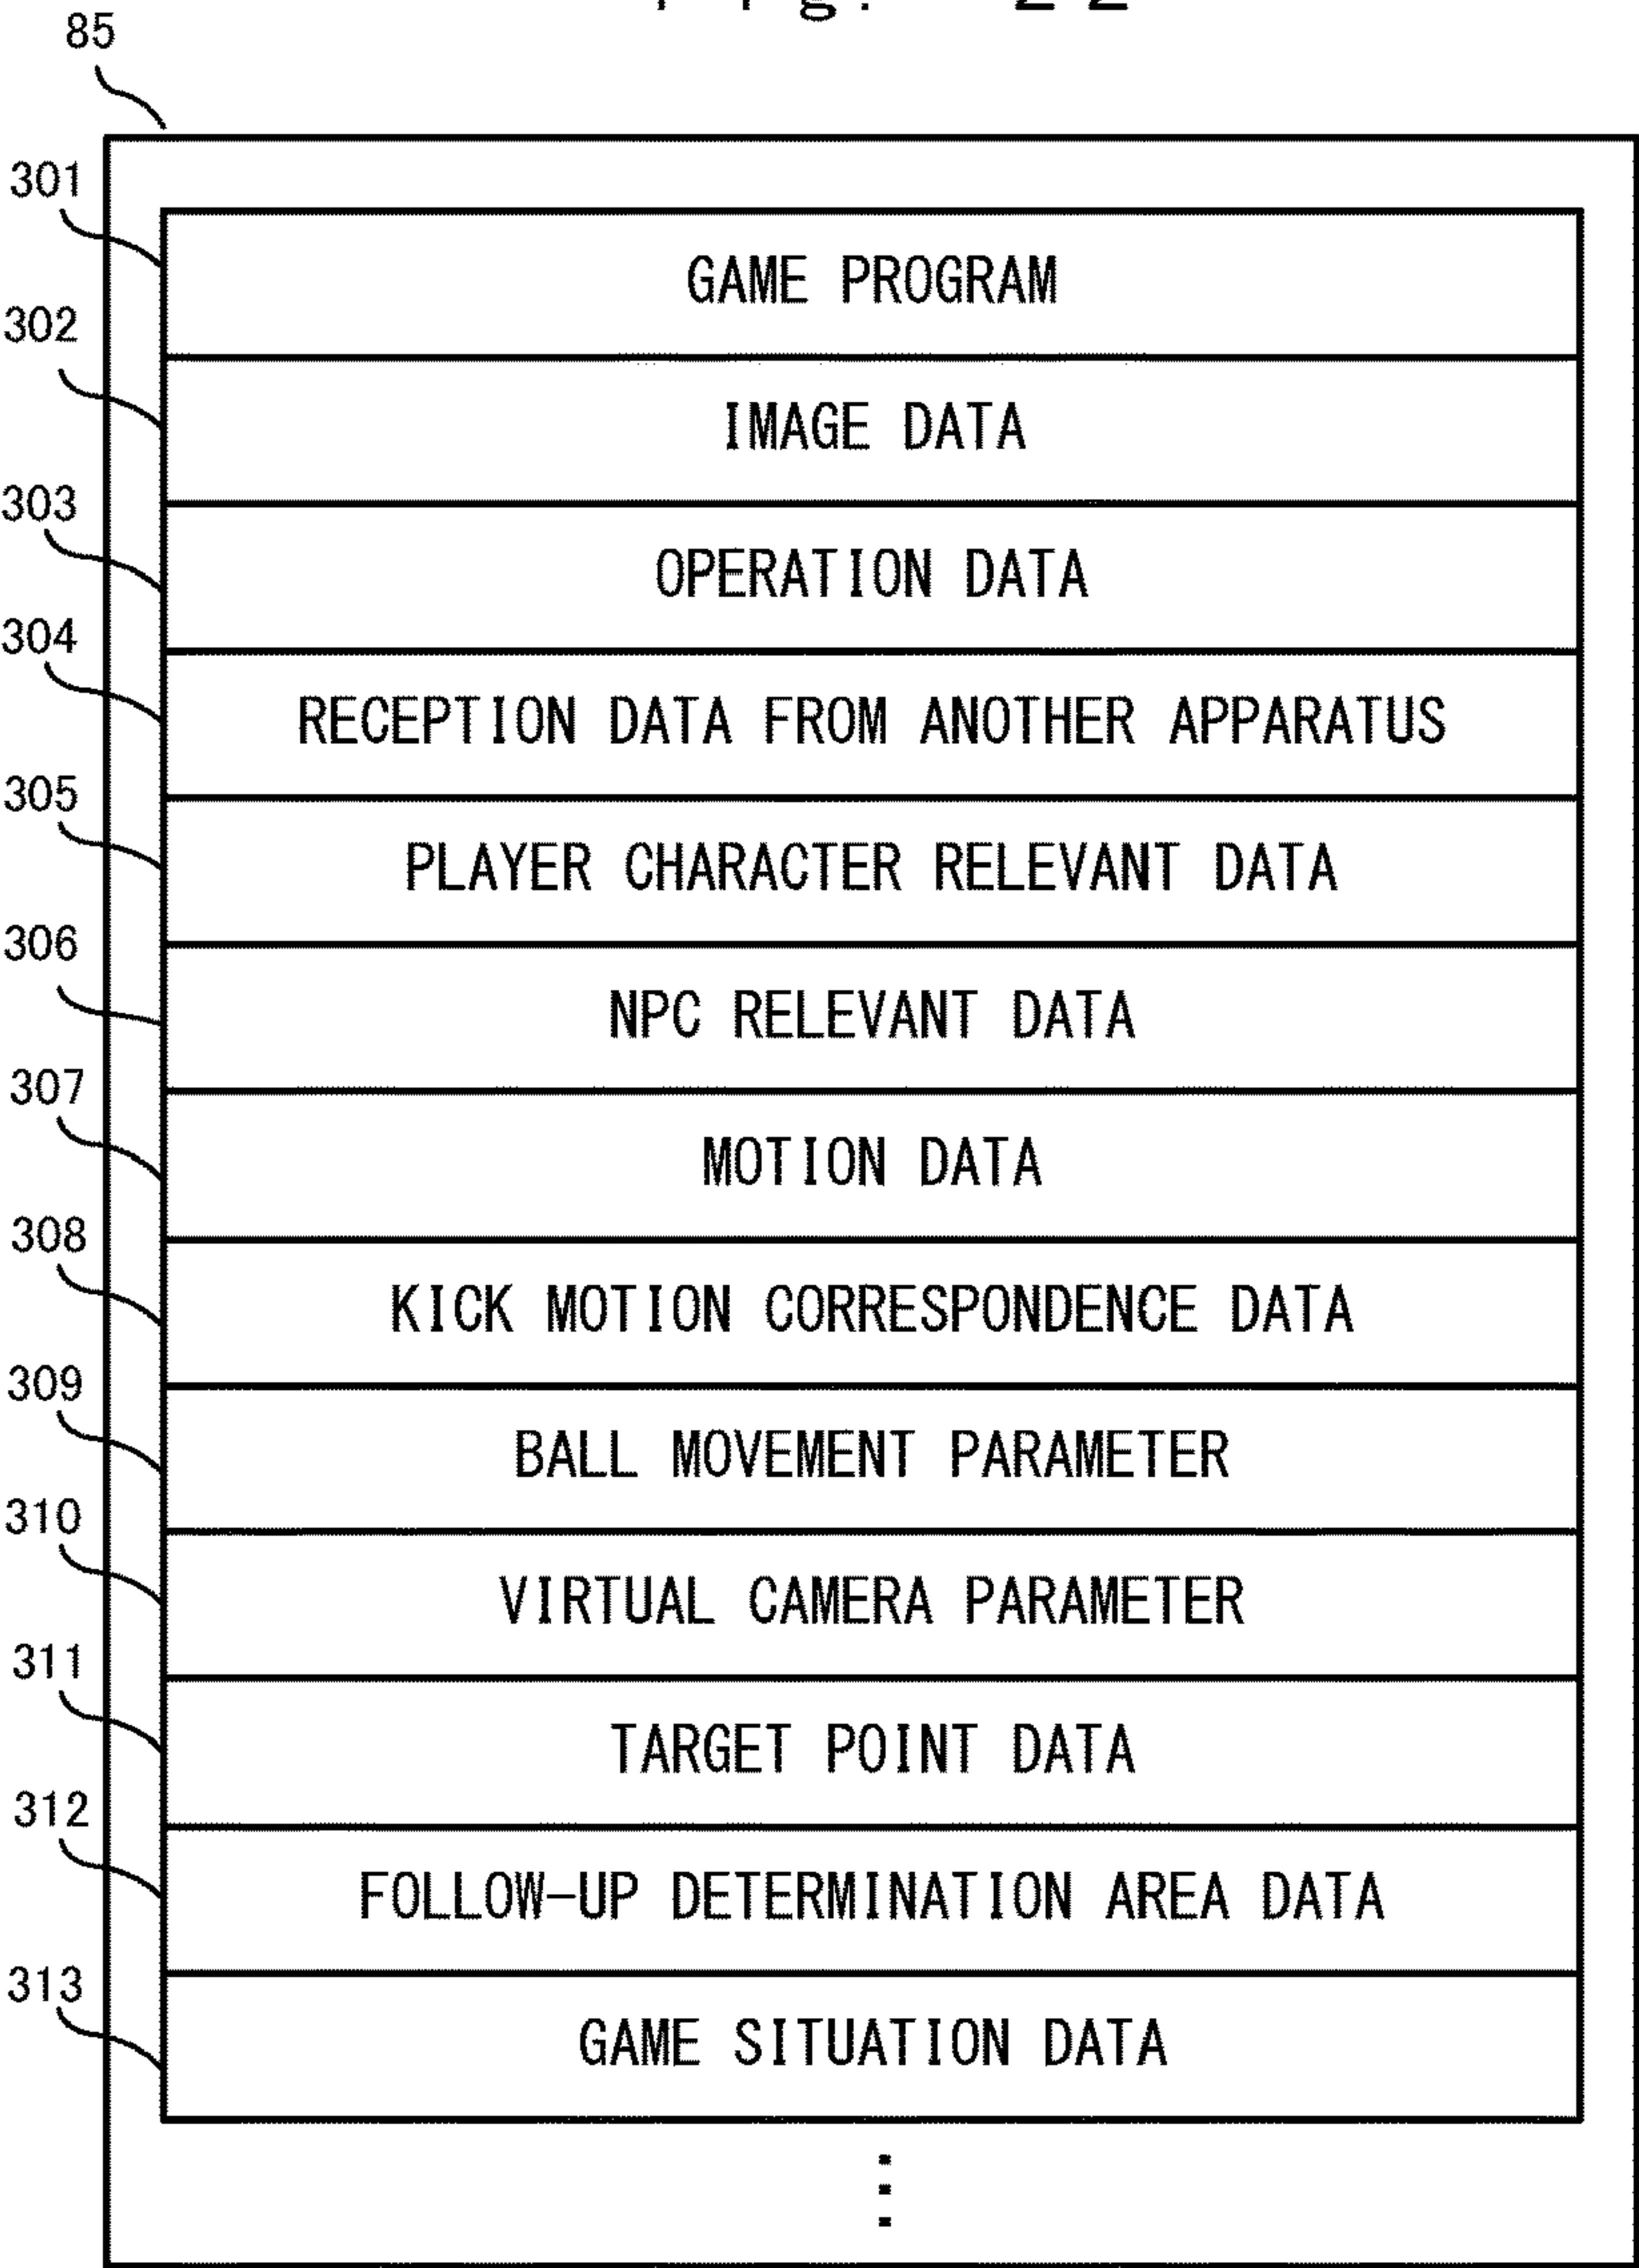 Fig. 22
85
301
GAME PROGRAM
302
IMAGE DATA
303
OPERATION DATA
304
RECEPTION DATA FROM ANOTHER APPARATUS
305
PLAYER CHARACTER RELEVANT DATA
306
NPC RELEVANT DATA
307
MOTION DATA
308
KICK MOTION CORRESPONDENCE DATA
309
BALL MOVEMENT PARAMETER
310
VIRTUAL CAMERA PARAMETER
311
TARGET POINT DATA
312
FOLLOW-UP DETERMINATION AREA DATA
313
GAME SITUATION DATA